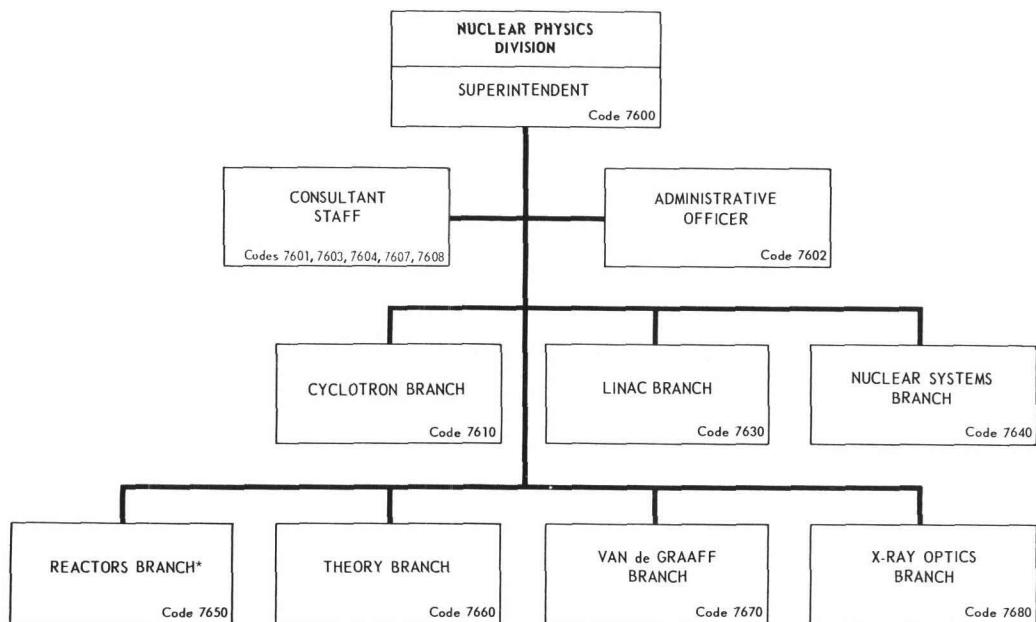 NUCLEAR PHYSICS
DIVISION
SUPERINTENDENT
Code 7600
CONSULTANT
STAFF
Codes 7601, 7603, 7604, 7607, 7608
ADMINISTRATIVE
OFFICER
Code 7602
CYCLOTRON BRANCH
Code 7610
LINAC BRANCH
Code 7630
NUCLEAR SYSTEMS
BRANCH
Code 7640
REACTORS BRANCH*
Code 7650
THEORY BRANCH
Code 7660
VAN de GRAAFF
BRANCH
Code 7670
X-RAY OPTICS
BRANCH
Code 7680